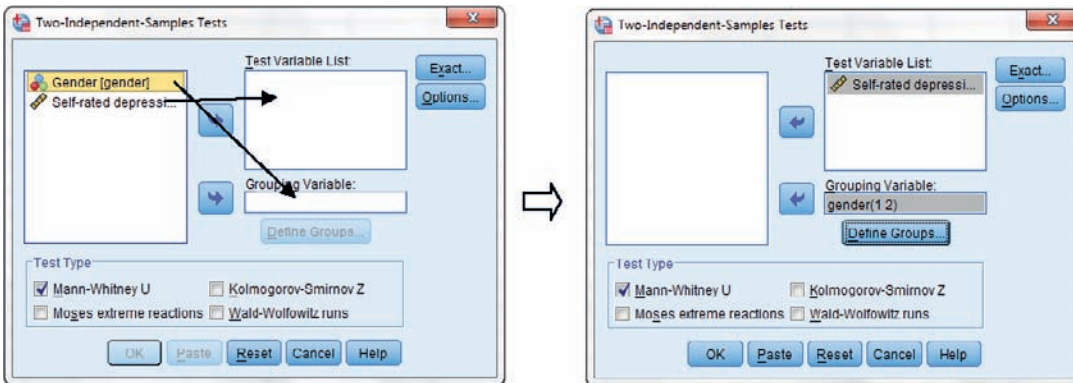 Two-Independent-Samples Tests
Test Variable List:
Gender [gender]
Self-rated depressi...
Exact...
Options...
Grouping Variable:
Define Groups...
Test Type
Mann-Whitney U
Kolmogorov-Smirnov Z
Moses extreme reactions
Wald-Wolfowitz runs
OK
Paste
Reset
Cancel
Help
Two-Independent-Samples Tests
Test Variable List:
Self-rated depressi...
Exact...
Options...
Grouping Variable:
gender(1 2)
Define Groups...
Test Type
Mann-Whitney U
Kolmogorov-Smirnov Z
Moses extreme reactions
Wald-Wolfowitz runs
OK
Paste
Reset
Cancel
Help